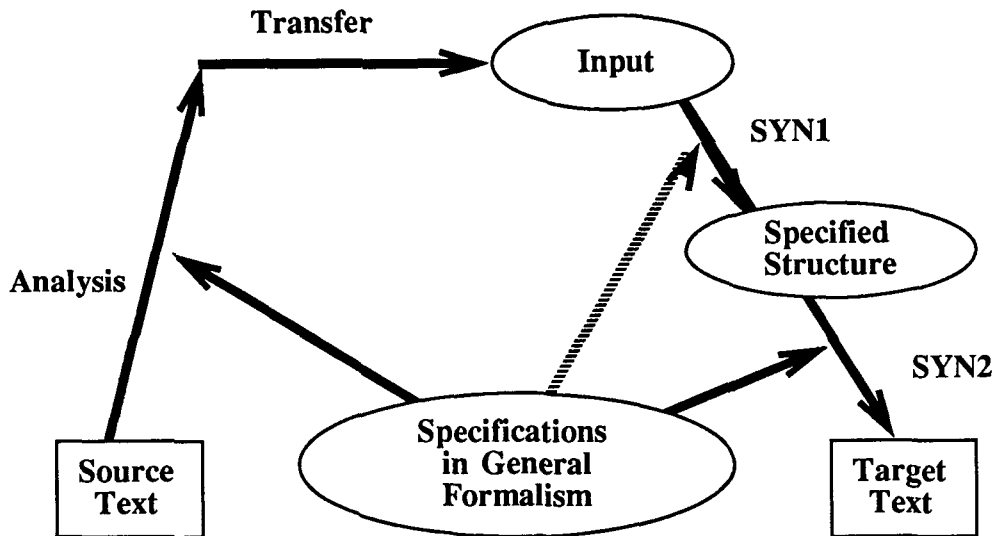 Transfer
Input
SYN1
Specified
Structure
Analysis
SYN2
Specifications
in General
Formalism
Source
Text
Target
Text